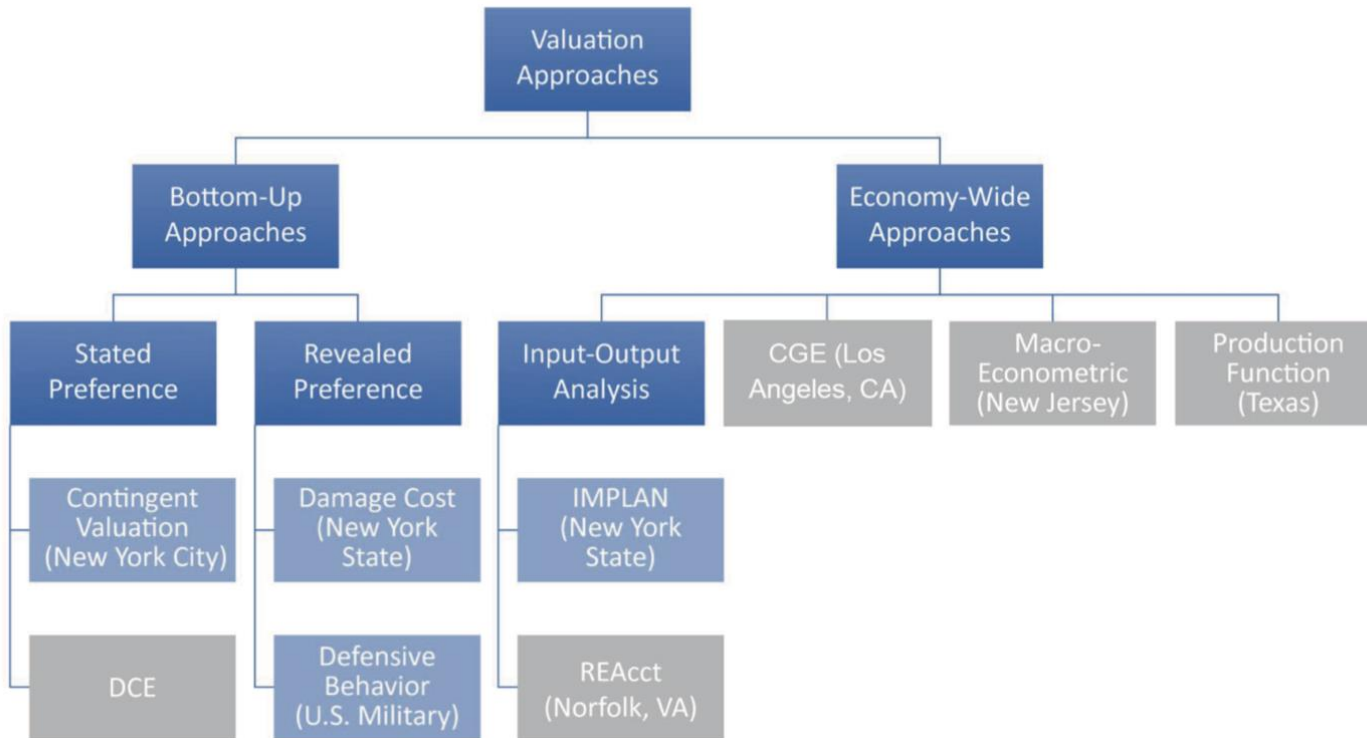 Valuation
Approaches
Bottom-Up
Approaches
Economy-Wide
Approaches
Stated
Preference
Revealed
Preference
Input-Output
Analysis
CGE (Los
Angeles, CA)
Macro-
Econometric
(New Jersey)
Production
Function
(Texas)
Contingent
Valuation
(New York City)
Damage Cost
(New York
State)
IMPLAN
(New York
State)
DCE
Defensive
Behavior
(U.S. Military)
REAcct
(Norfolk, VA)